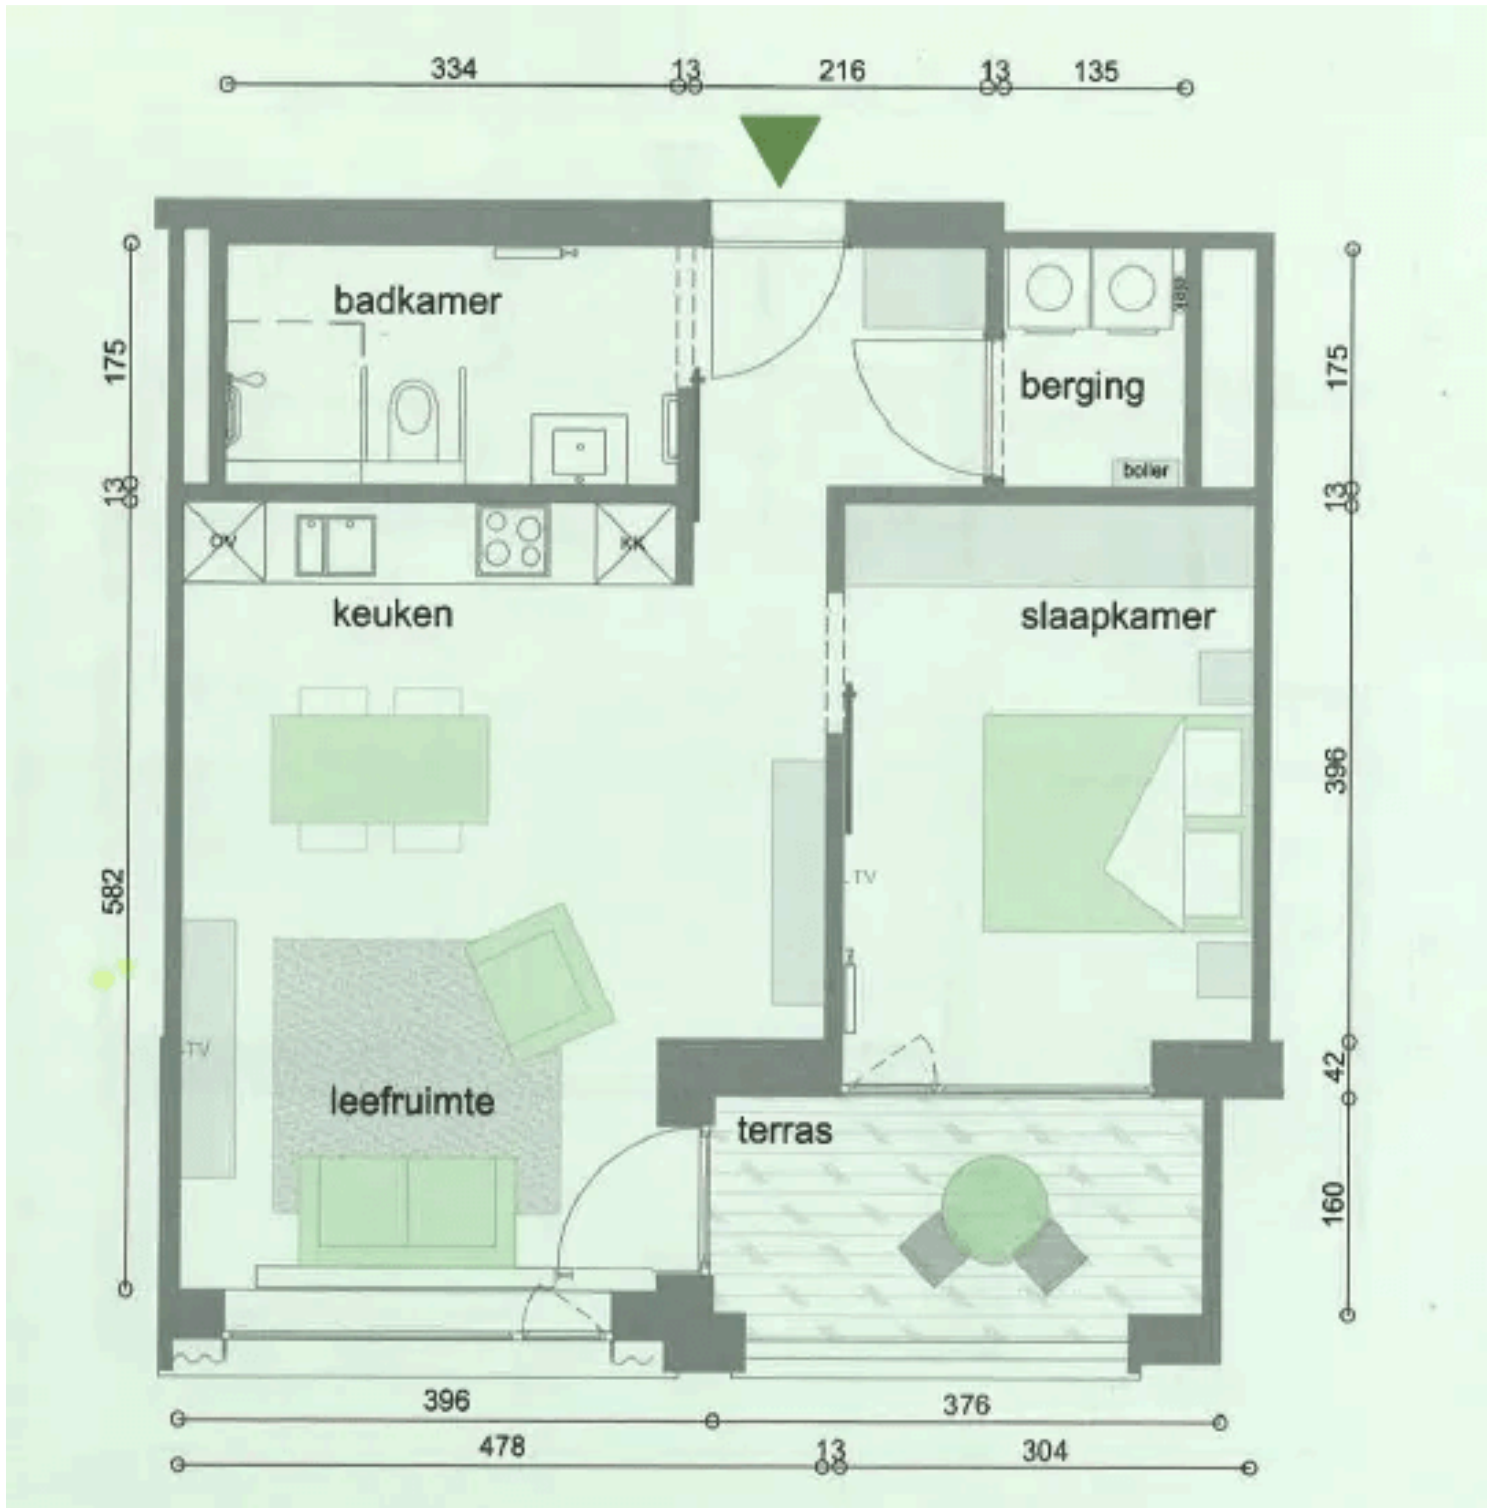 334 13 216 13 135
badkamer
kast
175
175
berging
boiler
13
13
OV
KK
keuken
slaapkamer
396
TV
582
TV
42
leefruimte
terras
160
396
376
478 13 304